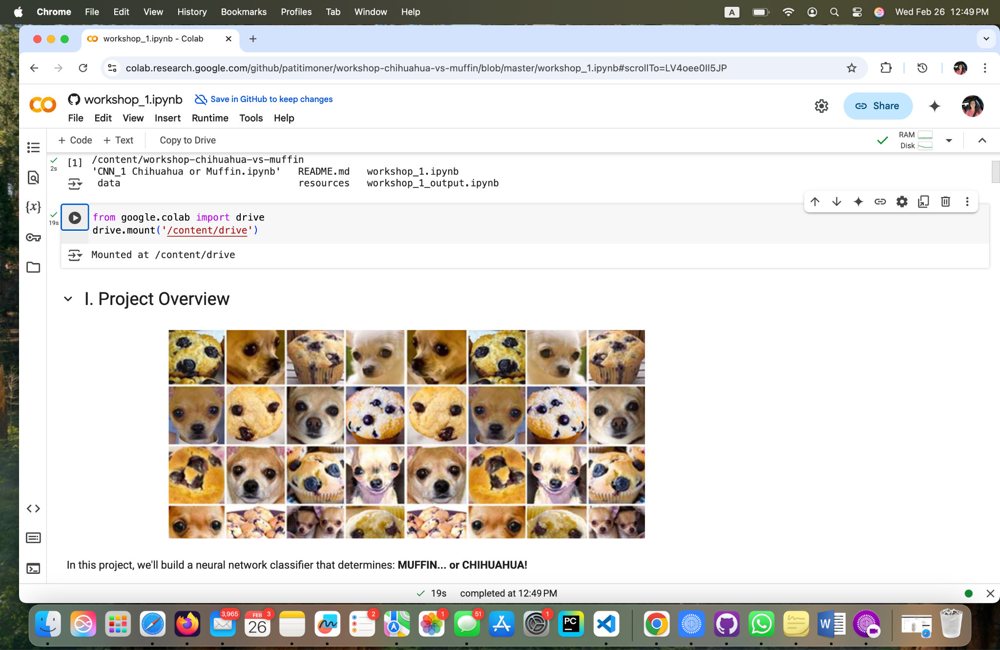 Chrome File Edit View History Bookmarks Profiles Tab Window Help A Wed Feb 26 12:49 PM
workshop_1.ipynb - Colab
colab.research.google.com/github/patitimoner/workshop-chihuahua-vs-muffin/blob/master/workshop_1.ipynb#scrollTo=LV4oee0Il5JP
workshop_1.ipynb Save in GitHub to keep changes
Share
File Edit View Insert Runtime Tools Help
+ Code + Text Copy to Drive
RAM
Disk
[1] /content/workshop-chihuahua-vs-muffin
2s
'CNN_1 Chihuahua or Muffin.ipynb' README.md workshop_1.ipynb
data resources workshop_1_output.ipynb
{x}
19s
from google.colab import drive
drive.mount('/content/drive')
Mounted at /content/drive
I. Project Overview
In this project, we'll build a neural network classifier that determines: MUFFIN... or CHIHUAHUA!
19s completed at 12:49 PM
3,965
FEB 3
26
2
1
51
1
PC
W